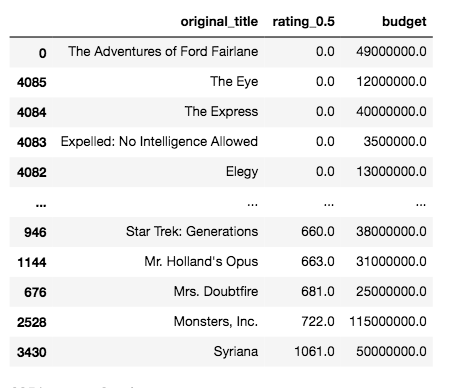 original_title rating_0.5 budget
0 The Adventures of Ford Fairlane 0.0 49000000.0
4085 The Eye 0.0 12000000.0
4084 The Express 0.0 40000000.0
4083 Expelled: No Intelligence Allowed 0.0 3500000.0
4082 Elegy 0.0 13000000.0
... ... ... ...
946 Star Trek: Generations 660.0 38000000.0
1144 Mr. Holland's Opus 663.0 31000000.0
676 Mrs. Doubtfire 681.0 25000000.0
2528 Monsters, Inc. 722.0 115000000.0
3430 Syriana 1061.0 50000000.0